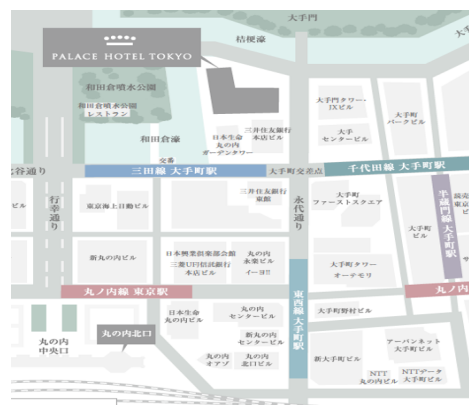 大手門
桔梗濠
PALACE HOTEL TOKYO
和田倉噴水公園
和田倉噴水公園
レストラン
大手門タワー・
JXビル
大手町
パークビル
大手
センタービル
三井住友銀行
本店ビル
日本生命
丸の内
ガーデンタワー
和田倉濠
交番
三田線 大手町駅
大手町交差点
千代田線 大手町駅
比谷通り
行幸通り
永代通り
半蔵門線 大手町駅
東京海上日動ビル
三井住友銀行
東館
大手町
ファーストスクエア
大手町
ビル
新丸の内ビル
日本興業倶楽部会館
三菱UFJ信託銀行
本店ビル
丸の内
永楽ビル
イーヨ!!
大手町タワー
オーテモリ
丸ノ内線 東京駅
東西線 大手町駅
丸ノ内
日本生命
丸の内ビル
丸の内
センタービル
大手町野村ビル
丸の内
中央口
丸の内北口
新丸の内
センタービル
丸の内
オアゾ
丸の内
北口ビル
新大手町ビル
アーバンネット
大手町ビル
NTT
丸の内ビル
NTTデータ
大手町ビル